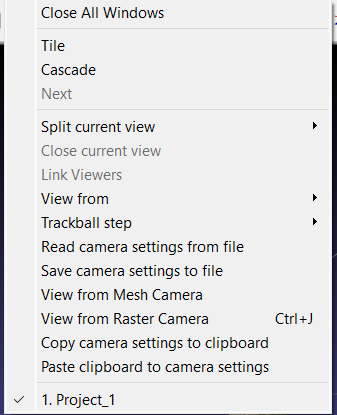 Close All Windows
Tile
Cascade
Next
Split current view
Close current view
Link Viewers
View from
Trackball step
Read camera settings from file
Save camera settings to file
View from Mesh Camera
View from Raster Camera Ctrl+J
Copy camera settings to clipboard
Paste clipboard to camera settings
1. Project_1